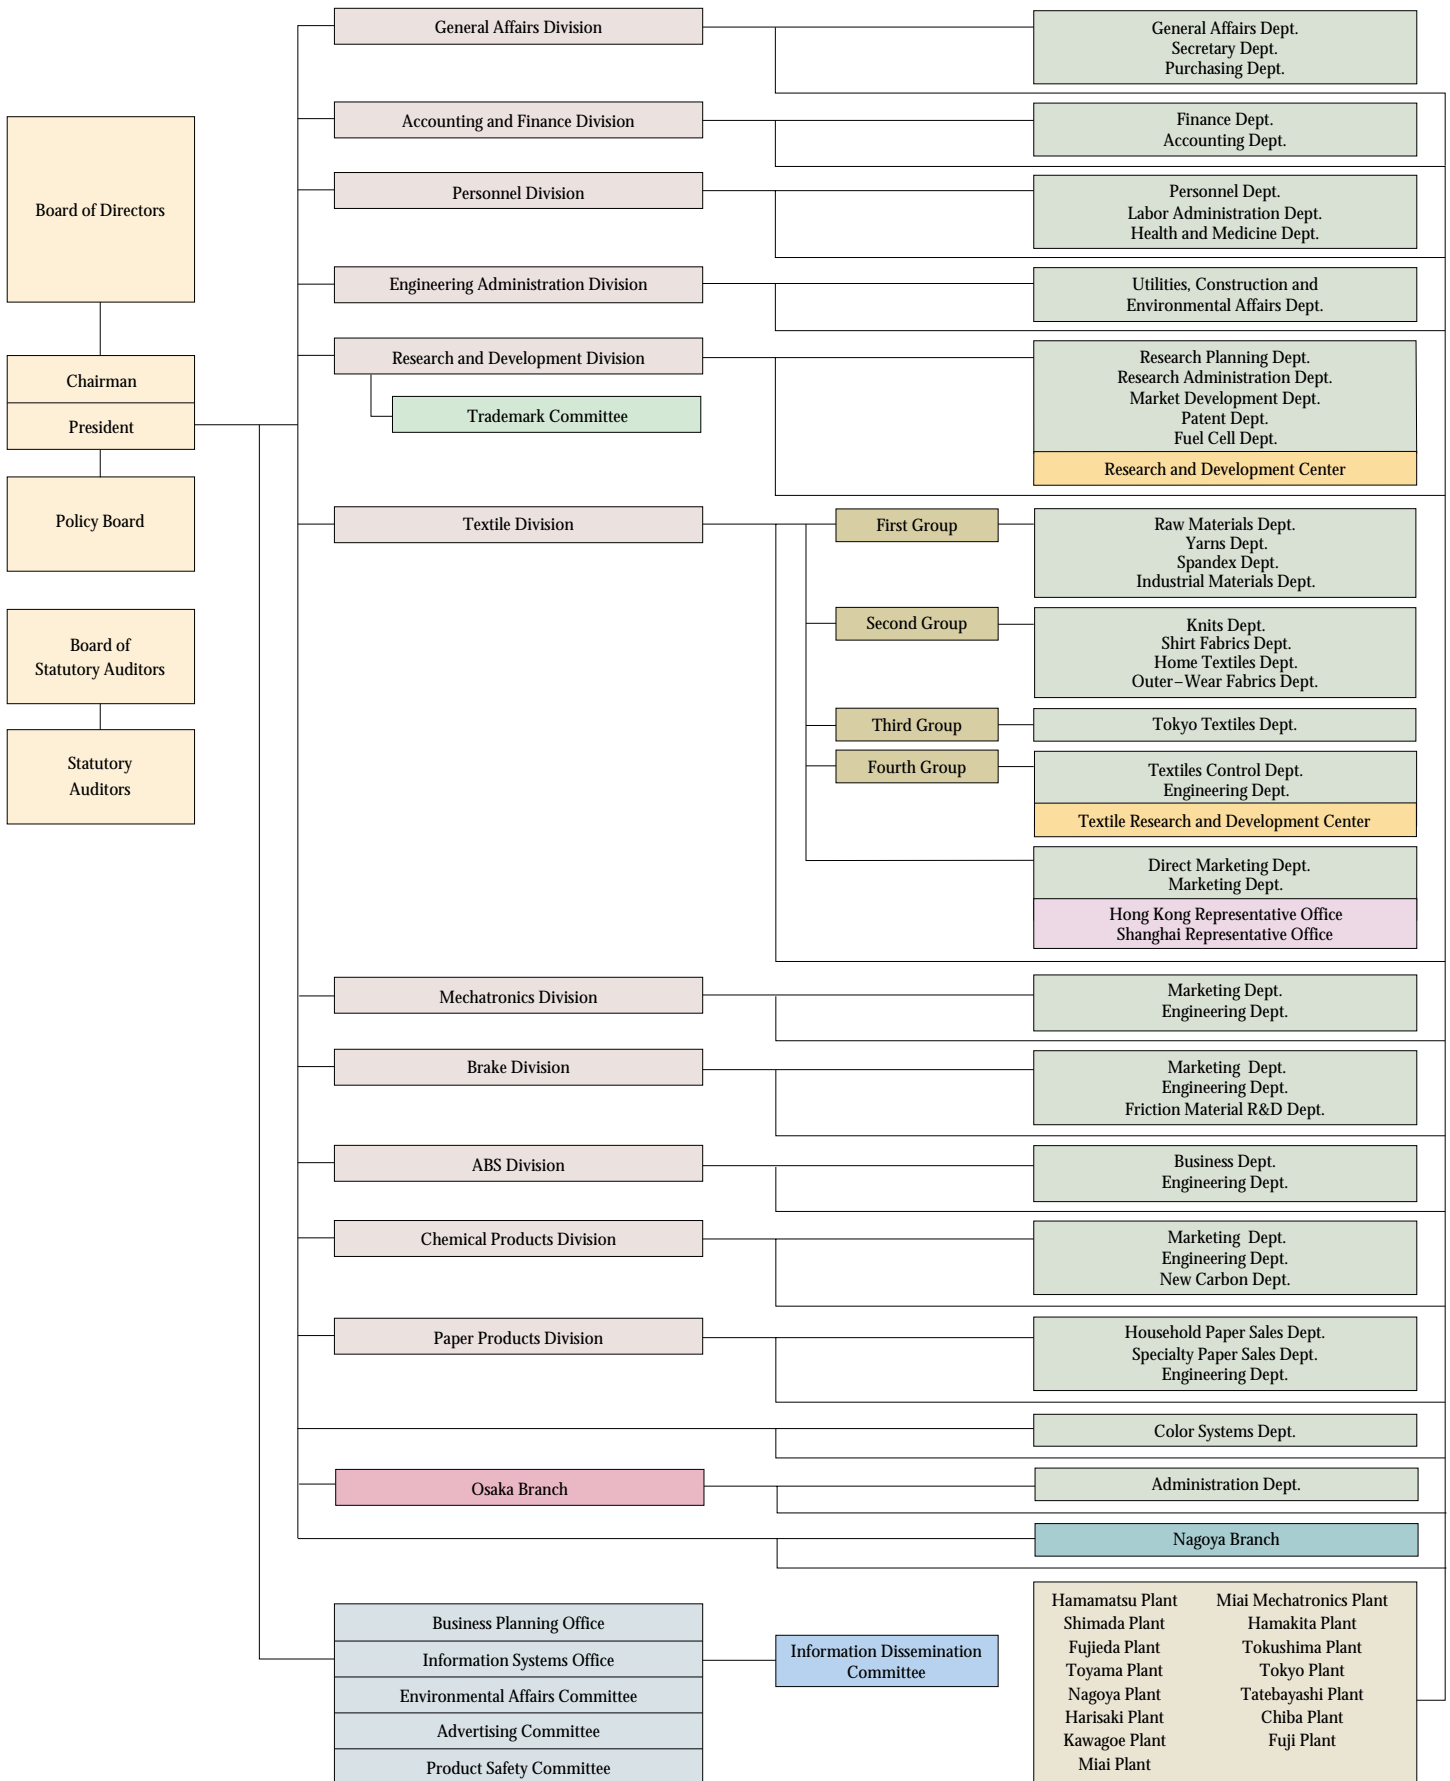 Board of Directors
Chairman
President
Policy Board
Board of
Statutory Auditors
Statutory
Auditors
General Affairs Division
General Affairs Dept.
Secretary Dept.
Purchasing Dept.
Accounting and Finance Division
Finance Dept.
Accounting Dept.
Personnel Division
Personnel Dept.
Labor Administration Dept.
Health and Medicine Dept.
Engineering Administration Division
Utilities, Construction and
Environmental Affairs Dept.
Research and Development Division
Trademark Committee
Research Planning Dept.
Research Administration Dept.
Market Development Dept.
Patent Dept.
Fuel Cell Dept.
Research and Development Center
Textile Division
First Group
Raw Materials Dept.
Yarns Dept.
Spandex Dept.
Industrial Materials Dept.
Second Group
Knits Dept.
Shirt Fabrics Dept.
Home Textiles Dept.
Outer–Wear Fabrics Dept.
Third Group
Tokyo Textiles Dept.
Fourth Group
Textiles Control Dept.
Engineering Dept.
Textile Research and Development Center
Direct Marketing Dept.
Marketing Dept.
Hong Kong Representative Office
Shanghai Representative Office
Mechatronics Division
Marketing Dept.
Engineering Dept.
Brake Division
Marketing Dept.
Engineering Dept.
Friction Material R&D Dept.
ABS Division
Business Dept.
Engineering Dept.
Chemical Products Division
Marketing Dept.
Engineering Dept.
New Carbon Dept.
Paper Products Division
Household Paper Sales Dept.
Specialty Paper Sales Dept.
Engineering Dept.
Color Systems Dept.
Osaka Branch
Administration Dept.
Nagoya Branch
Business Planning Office
Information Systems Office
Environmental Affairs Committee
Advertising Committee
Product Safety Committee
Information Dissemination
Committee
Hamamatsu Plant
Shimada Plant
Fujieda Plant
Toyama Plant
Nagoya Plant
Harisaki Plant
Kawagoe Plant
Miai Plant
Miai Mechatronics Plant
Hamakita Plant
Tokushima Plant
Tokyo Plant
Tatebayashi Plant
Chiba Plant
Fuji Plant